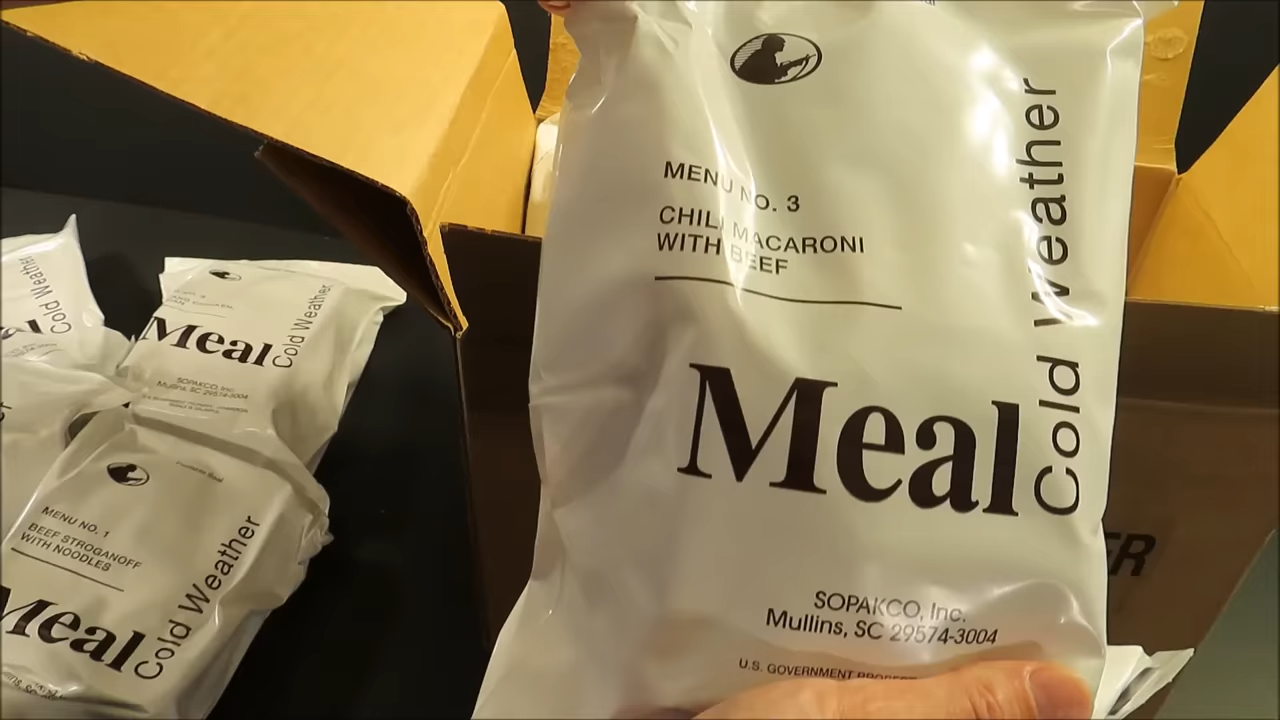 MENU NO. 3
CHILI MACARONI
WITH BEEF
Meal
Cold Weather
SOPAKCO, Inc.
Mullins, SC 29574-3004
U.S. GOVERNMENT
Cold Weather
Meal
Cold Weather
SOPAKCO, Inc.
Mullins, SC 29574-3004
MENU NO. 1
BEEF STROGANOFF
WITH NOODLES
Meal
Cold Weather